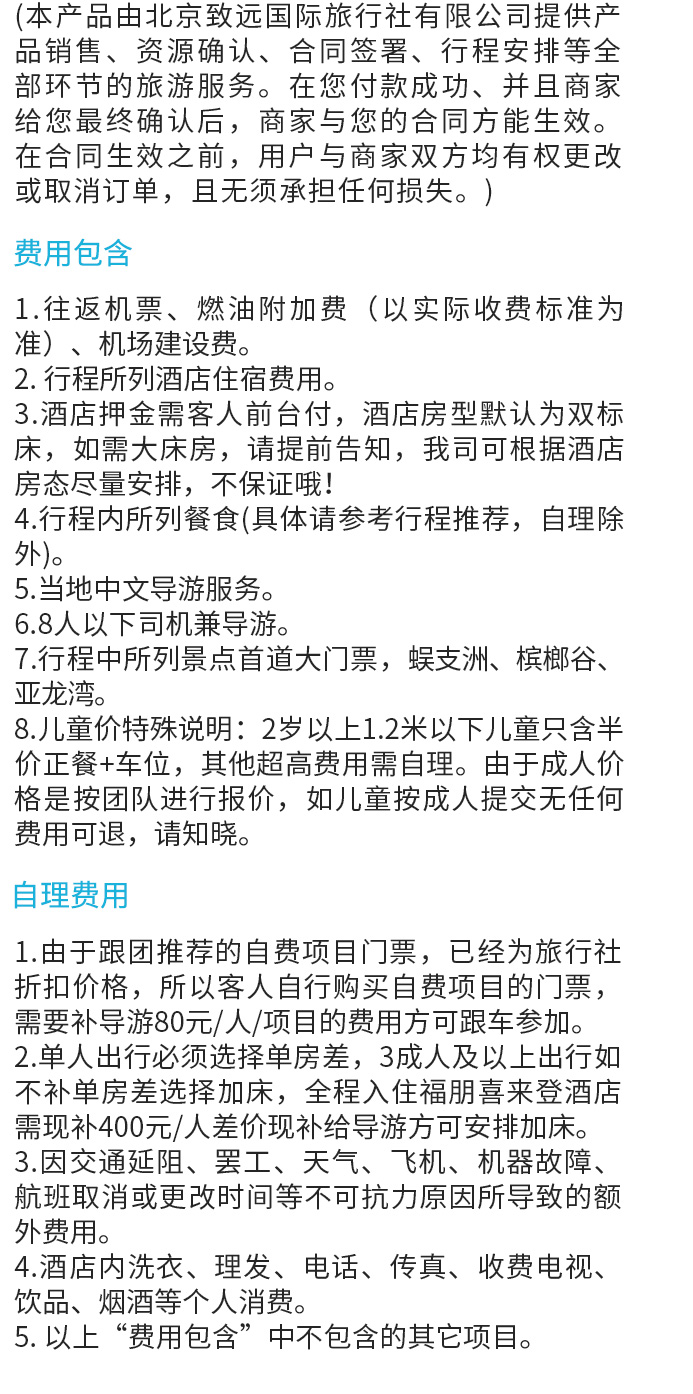 (本产品由北京致远国际旅行社有限公司提供产
品销售、资源确认、合同签署、行程安排等全
部环节的旅游服务。在您付款成功、并且商家
给您最终确认后，商家与您的合同方能生效。
在合同生效之前，用户与商家双方均有权更改
或取消订单，且无须承担任何损失。)
费用包含
1.往返机票、燃油附加费（以实际收费标准为
准）、机场建设费。
2. 行程所列酒店住宿费用。
3.酒店押金需客人前台付，酒店房型默认为双标
床，如需大床房，请提前告知，我司可根据酒店
房态尽量安排，不保证哦！
4.行程内所列餐食(具体请参考行程推荐，自理除
外)。
5.当地中文导游服务。
6.8人以下司机兼导游。
7.行程中所列景点首道大门票，蜈支洲、槟榔谷、
亚龙湾。
8.儿童价特殊说明：2岁以上1.2米以下儿童只含半
价正餐+车位，其他超高费用需自理。由于成人价
格是按团队进行报价，如儿童按成人提交无任何
费用可退，请知晓。
自理费用
1.由于跟团推荐的自费项目门票，已经为旅行社
折扣价格，所以客人自行购买自费项目的门票，
需要补导游80元/人/项目的费用方可跟车参加。
2.单人出行必须选择单房差，3成人及以上出行如
不补单房差选择加床，全程入住福朋喜来登酒店
需现补400元/人差价现补给导游方可安排加床。
3.因交通延阻、罢工、天气、飞机、机器故障、
航班取消或更改时间等不可抗力原因所导致的额
外费用。
4.酒店内洗衣、理发、电话、传真、收费电视、
饮品、烟酒等个人消费。
5. 以上“费用包含”中不包含的其它项目。